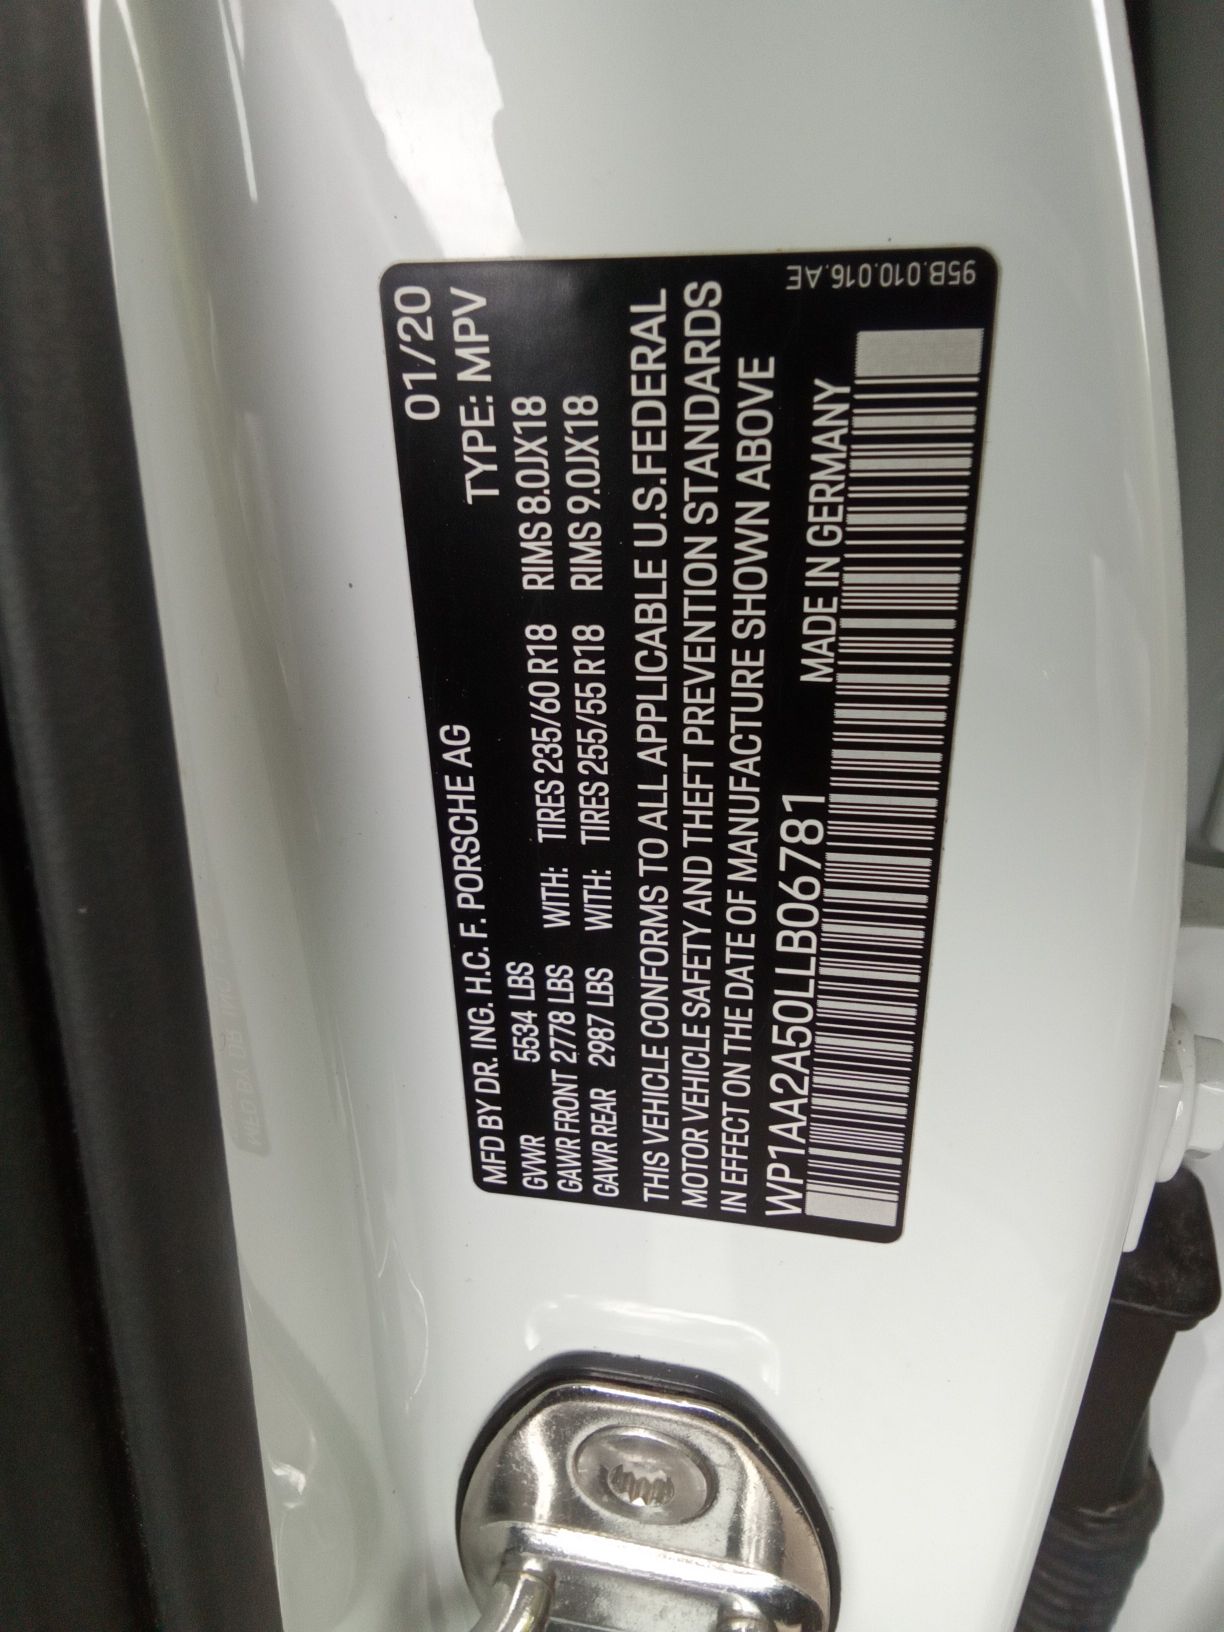 MFD BY DR. ING. H.C. F. PORSCHE AG 01/20
GVWR 5534 LBS TYPE: MPV
GAWR FRONT 2778 LBS WITH: TIRES 235/60 R18 RIMS 8.0JX18
GAWR REAR 2987 LBS WITH: TIRES 255/55 R18 RIMS 9.0JX18
THIS VEHICLE CONFORMS TO ALL APPLICABLE U.S.FEDERAL
MOTOR VEHICLE SAFETY AND THEFT PREVENTION STANDARDS
IN EFFECT ON THE DATE OF MANUFACTURE SHOWN ABOVE
WP1AA2A50LLB06781 MADE IN GERMANY
95B.010.016.AE